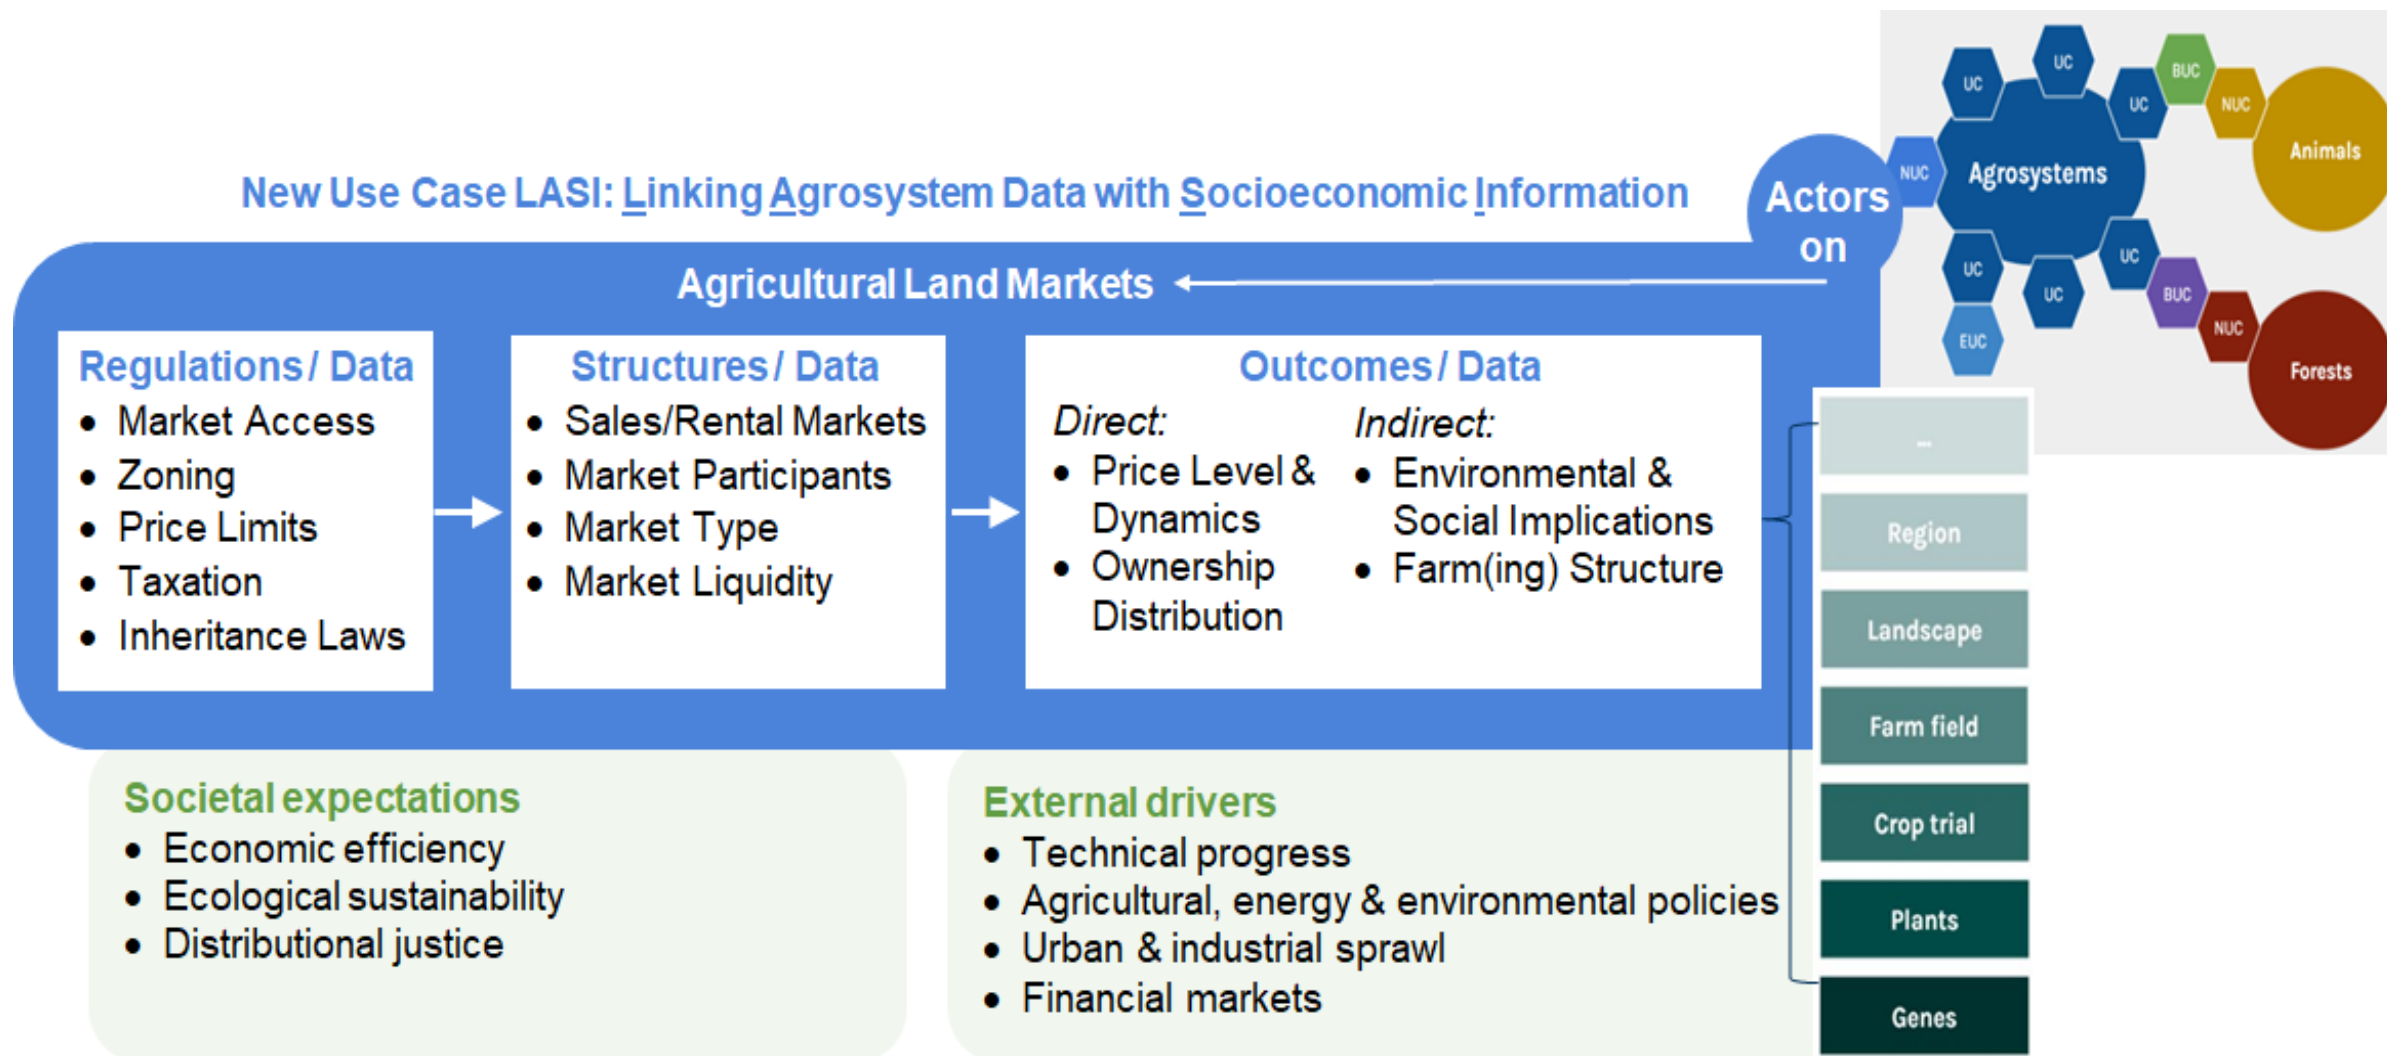 New Use Case LASI: Linking Agrosystem Data with Socioeconomic Information
Actors
on
Agricultural Land Markets
Regulations / Data
• Market Access
• Zoning
• Price Limits
• Taxation
• Inheritance Laws
Structures / Data
• Sales/Rental Markets
• Market Participants
• Market Type
• Market Liquidity
Outcomes / Data
Direct:
• Price Level &
Dynamics
• Ownership
Distribution
Indirect:
• Environmental &
Social Implications
• Farm(ing) Structure
Societal expectations
• Economic efficiency
• Ecological sustainability
• Distributional justice
External drivers
• Technical progress
• Agricultural, energy & environmental policies
• Urban & industrial sprawl
• Financial markets
UC
UC
UC
BUC
NUC
Animals
NUC
Agrosystems
UC
UC
UC
BUC
NUC
EUC
Forests
...
Region
Landscape
Farm field
Crop trial
Plants
Genes